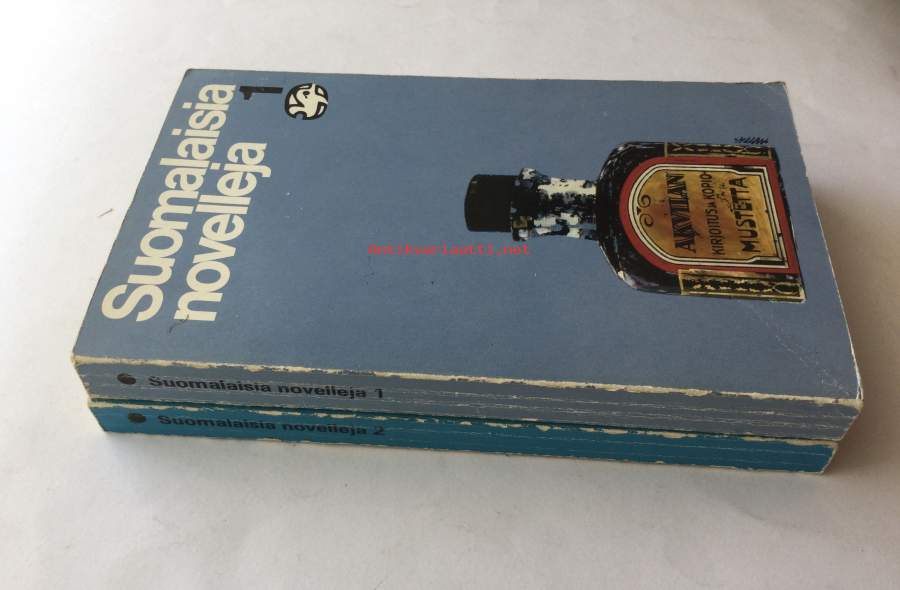 Suomalaisia
novelleja
1
AKVILAN
KIRJOITUS JA KOPIO-
MUSTETTA
antikvariaatti.net
Suomalaisia novelleja 1
Suomalaisia novelleja 2